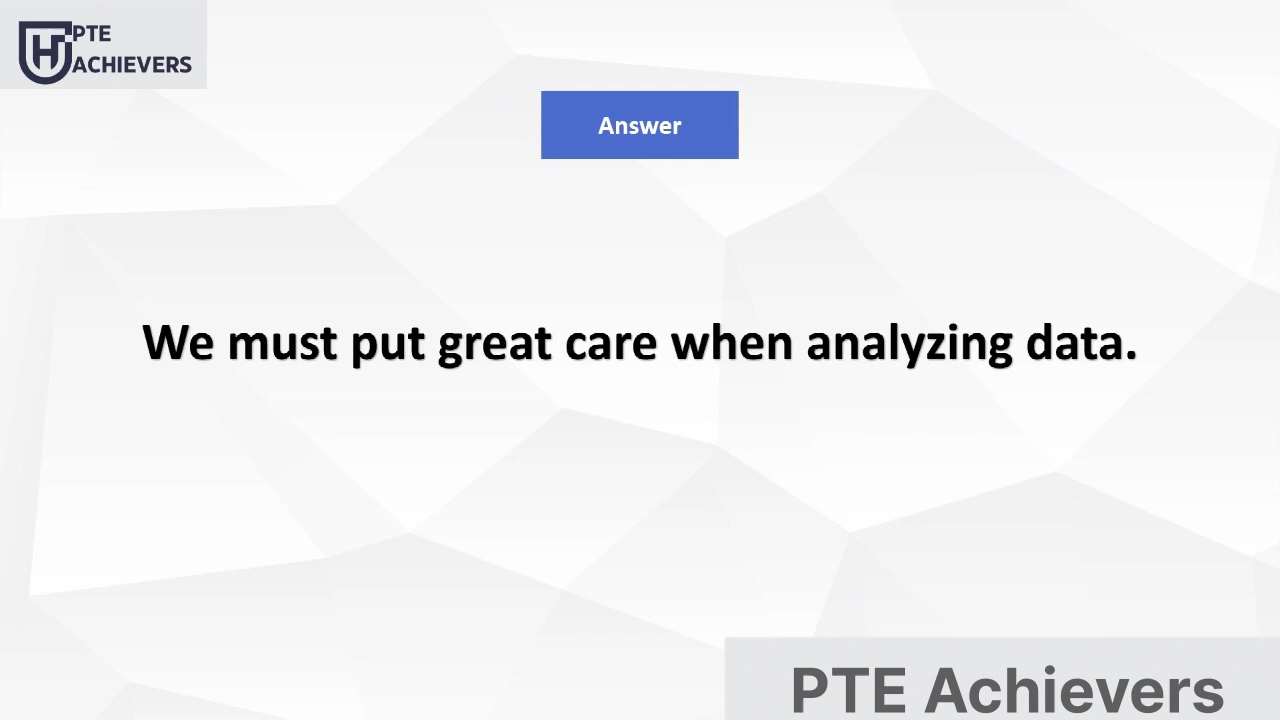 PTE
ACHIEVERS
Answer
We must put great care when analyzing data.
PTE Achievers